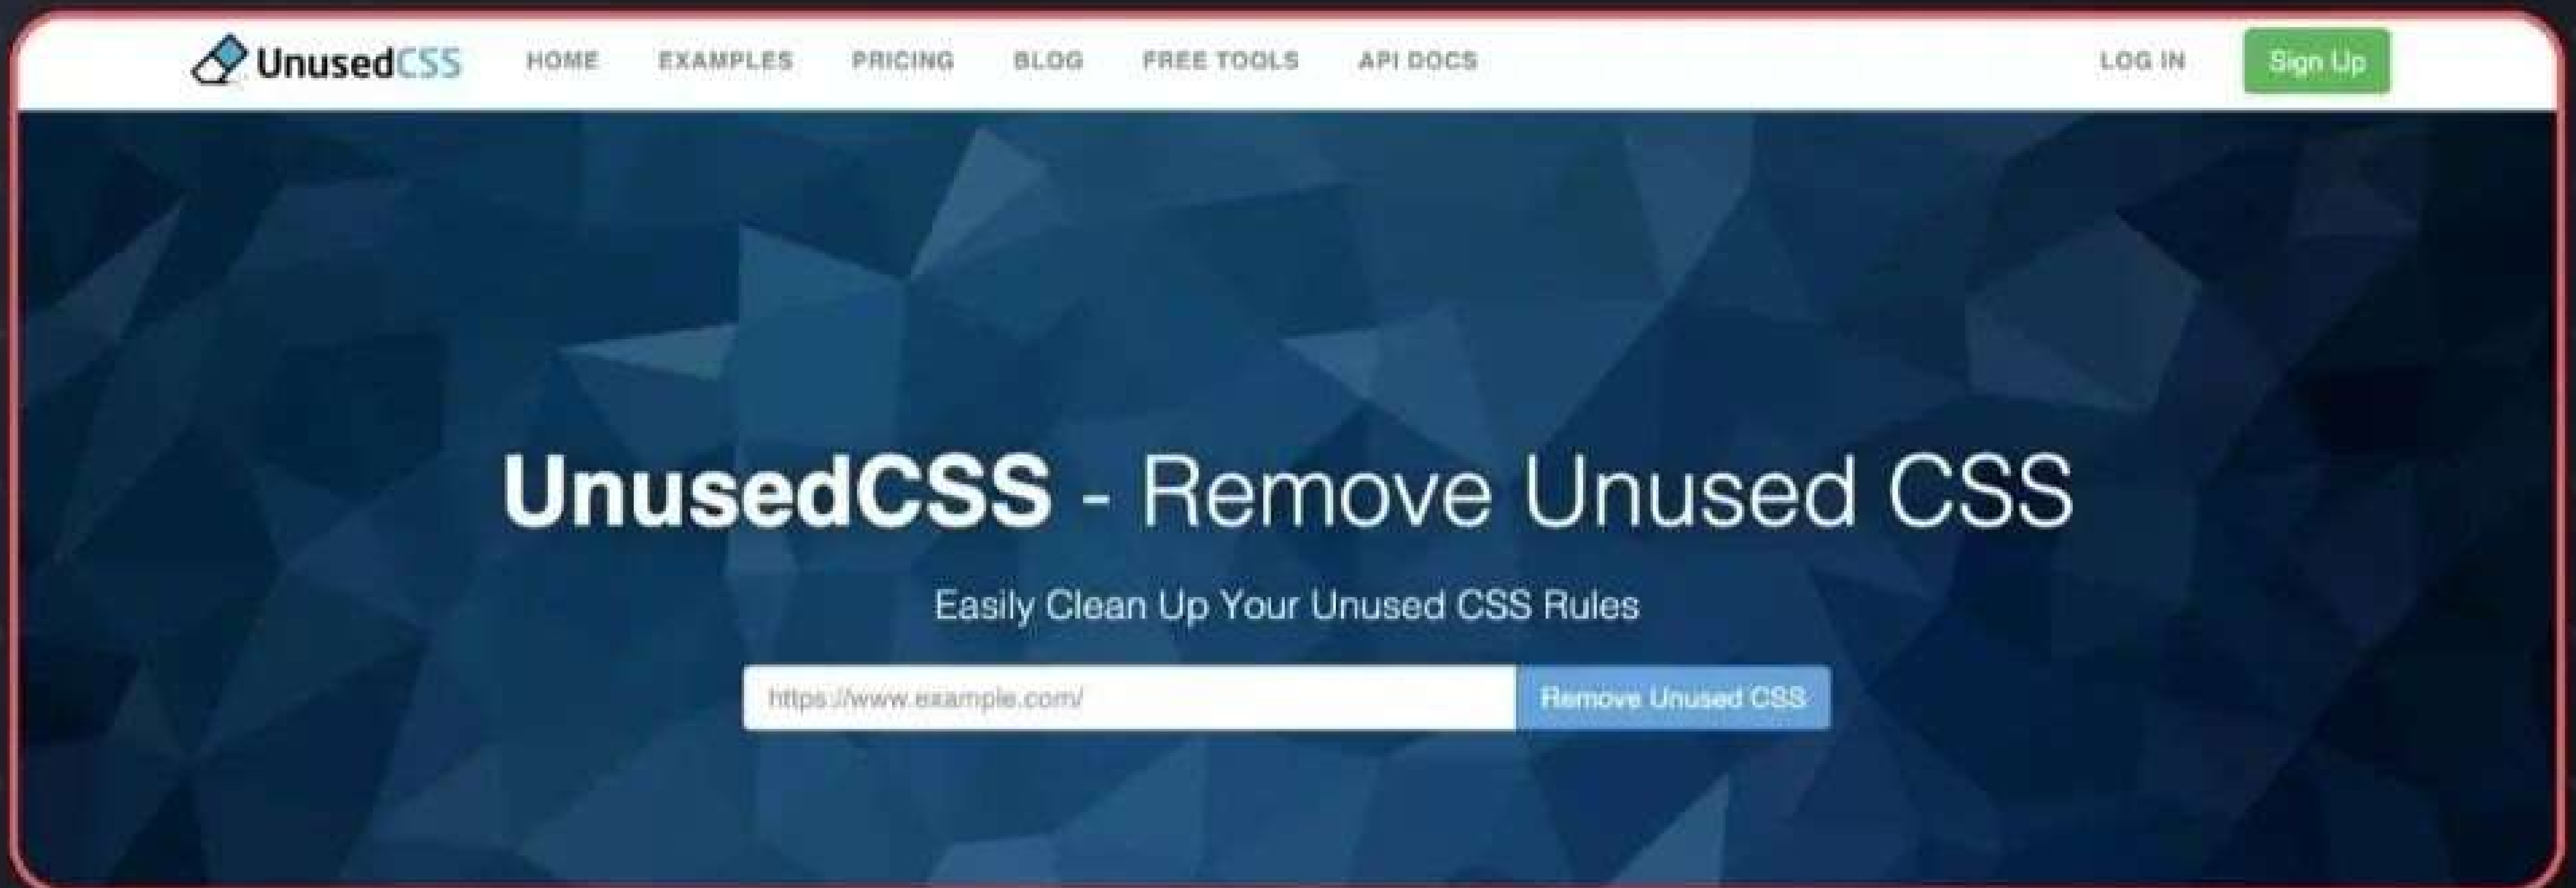 UnusedCSS HOME EXAMPLES PRICING BLOG FREE TOOLS API DOCS LOG IN Sign Up
UnusedCSS - Remove Unused CSS
Easily Clean Up Your Unused CSS Rules
https://www.example.com/ Remove Unused CSS